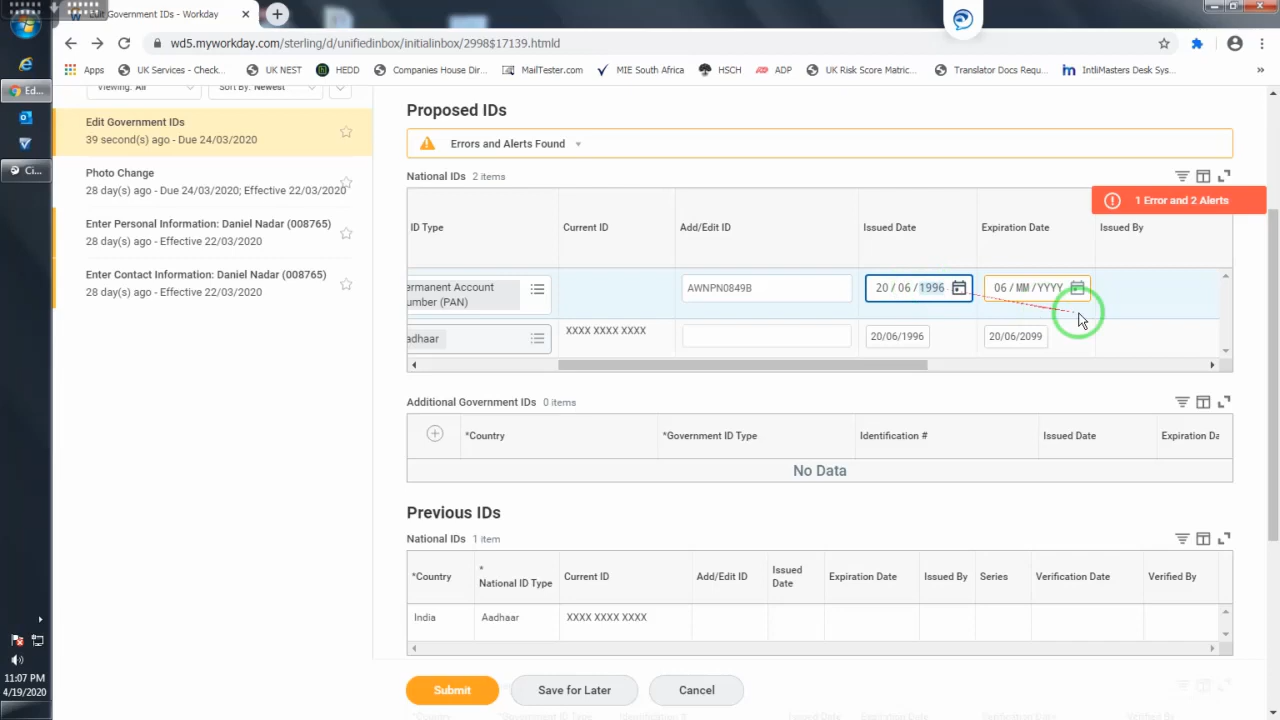 Edit Government IDs - Workday
wd5.myworkday.com/sterling/d/unifiedinbox/initialinbox/2998$17139.htmld
Apps UK Services - Check... UK NEST HEDD Companies House Dir... MailTester.com MIE South Africa HSCH ADP UK Risk Score Matric... Translator Docs Requ... IntliMasters Desk Sys... »
Viewing: All Sort By: Newest
Ed...
Ci...
Edit Government IDs
39 second(s) ago - Due 24/03/2020
Photo Change
28 day(s) ago - Due 24/03/2020; Effective 22/03/2020
Enter Personal Information: Daniel Nadar (008765)
28 day(s) ago - Effective 22/03/2020
Enter Contact Information: Daniel Nadar (008765)
28 day(s) ago - Effective 22/03/2020
Proposed IDs
Errors and Alerts Found
National IDs 2 items
1 Error and 2 Alerts
ID Type Current ID Add/Edit ID Issued Date Expiration Date Issued By
ermanent Account
umber (PAN)
AWNPN0849B 20 / 06 / 1996 06 / MM / YYYY
adhaar XXXX XXXX XXXX 20/06/1996 20/06/2099
Additional Government IDs 0 items
*Country *Government ID Type Identification # Issued Date Expiration Da
No Data
Previous IDs
National IDs 1 item
*Country * National ID Type Current ID Add/Edit ID Issued Date Expiration Date Issued By Series Verification Date Verified By
India Aadhaar XXXX XXXX XXXX
Submit Save for Later Cancel
11:07 PM
4/19/2020